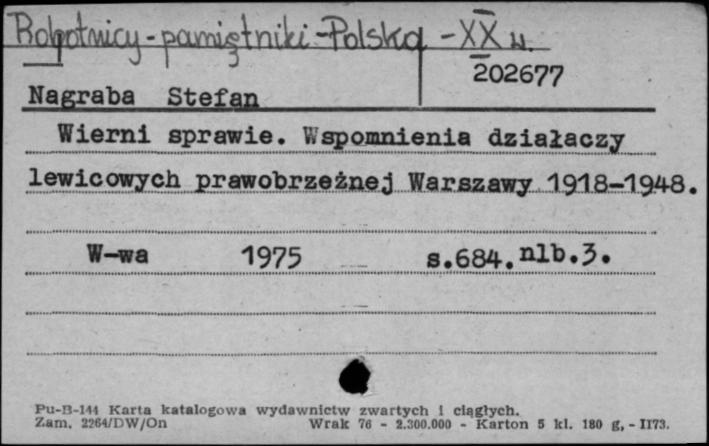 Robotnicy - pamiętniki - Polska - XX w.
202677
Nagraba Stefan
Wierni sprawie. Wspomnienia działaczy
lewicowych prawobrzeżnej Warszawy 1918-1948.
W-wa 1975 s.684. nlb.3.
Pu-B-144 Karta katalogowa wydawnictw zwartych i ciągłych.
Zam. 2264/DW/On Wrak 76 - 2.300.000 - Karton 5 kl. 180 g, - II73.